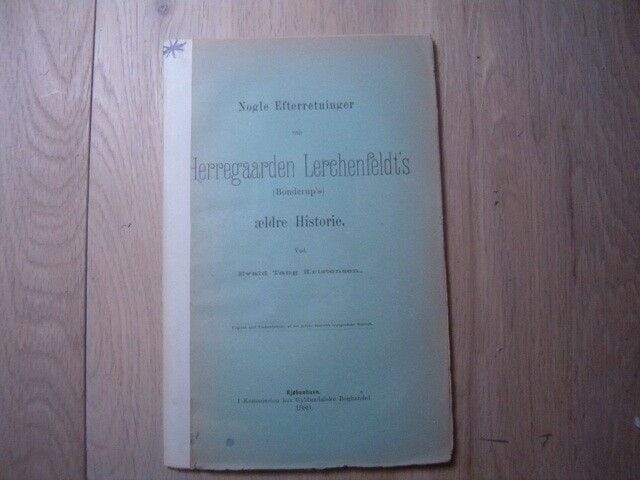 Nogle Efterretninger
om
Herregaarden Lerchenfeldt's
(Bonderup's)
ældre Historie.
Ved
Evald Tang Kristensen.
Kjøbenhavn.
I Kommission hos Gyldendalske Boghandel